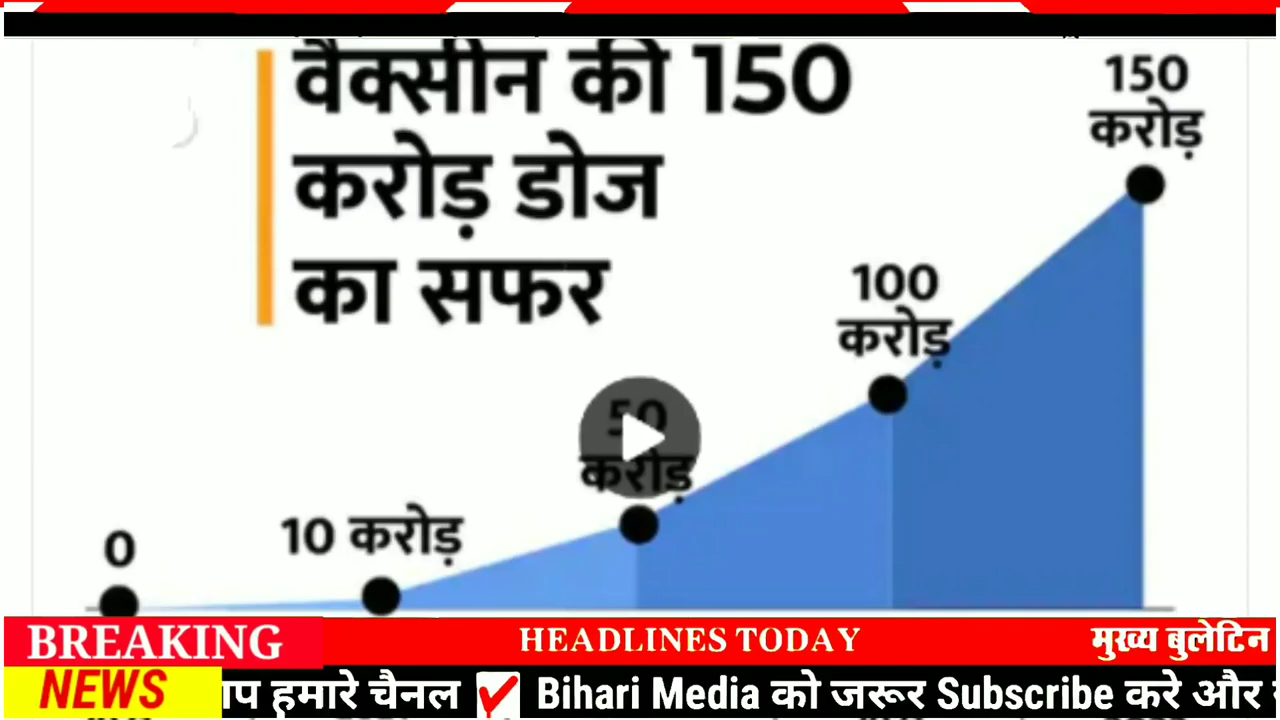 वैक्सीन की 150
करोड़ डोज
का सफर
0
10 करोड़
50
करोड़
100
करोड़
150
करोड़
BREAKING
NEWS
HEADLINES TODAY
मुख्य बुलेटिन
हमारे चैनल ✔ Bihari Media को जरूर Subscribe करे और